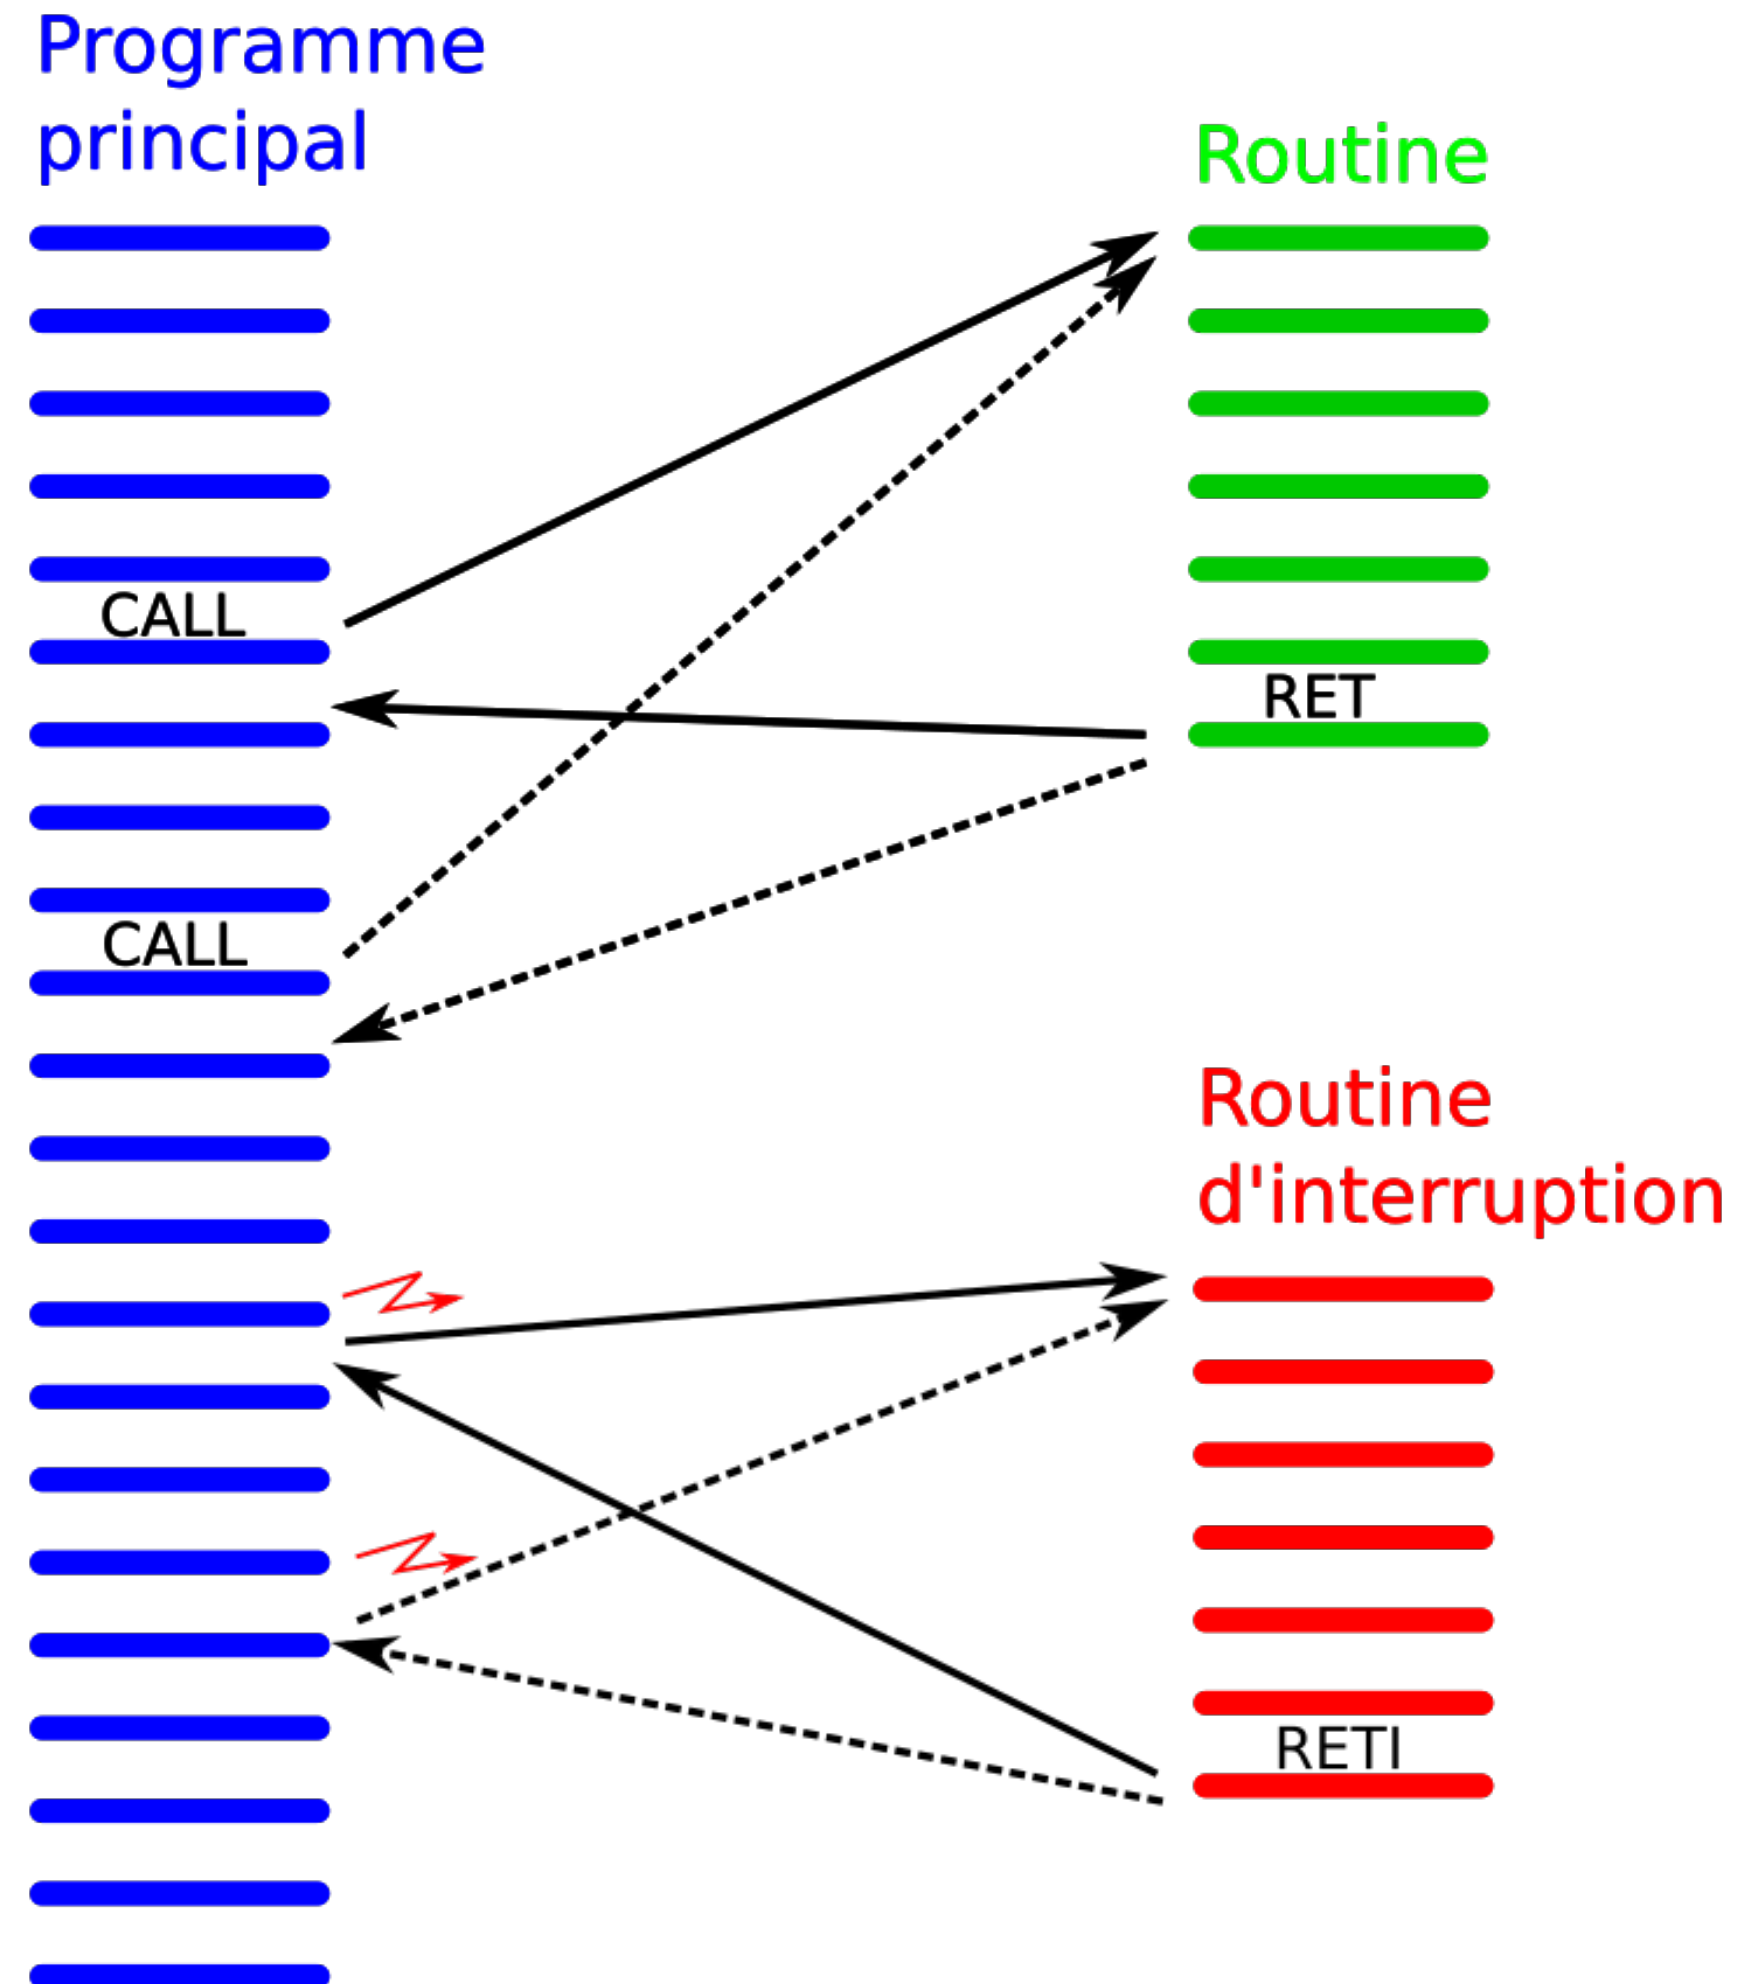 Programme
principal
Routine
CALL
RET
CALL
Routine
d'interruption
RETI